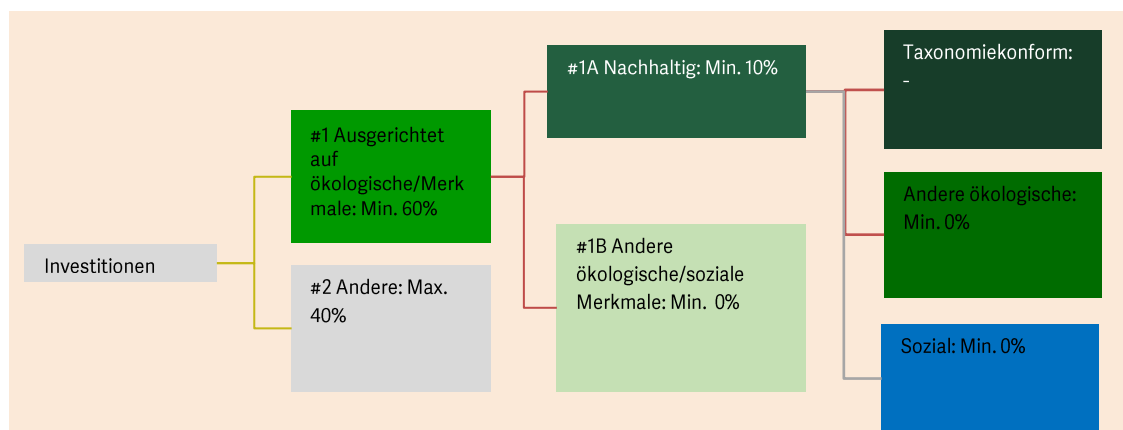 Investitionen
#1 Ausgerichtet
auf
ökologische/Merk
male: Min. 60%
#2 Andere: Max.
40%
#1A Nachhaltig: Min. 10%
#1B Andere
ökologische/soziale
Merkmale: Min.  0%
Taxonomiekonform:
-
Andere ökologische:
Min. 0%
Sozial: Min. 0%